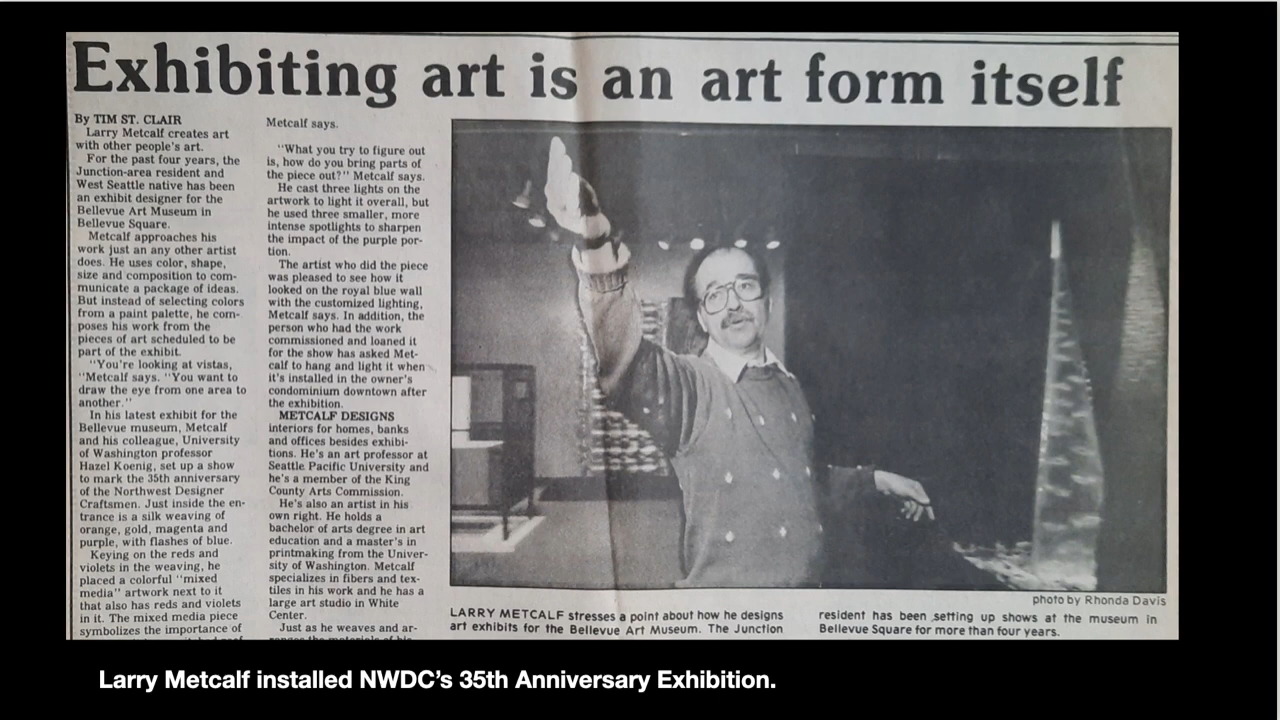 Exhibiting art is an art form itself
By TIM ST. CLAIR
Larry Metcalf creates art
with other people's art.
For the past four years, the
Junction-area resident and
West Seattle native has been
an exhibit designer for the
Bellevue Art Museum in
Bellevue Square.
Metcalf approaches his
work just an any other artist
does. He uses color, shape,
size and composition to com-
municate a package of ideas.
But instead of selecting colors
from a paint palette, he com-
poses his work from the
pieces of art scheduled to be
part of the exhibit.
"You're looking at vistas,
"Metcalf says. "You want to
draw the eye from one area to
another."
In his latest exhibit for the
Bellevue museum, Metcalf
and his colleague, University
of Washington professor
Hazel Koenig, set up a show
to mark the 35th anniversary
of the Northwest Designer
Craftsmen. Just inside the en-
trance is a silk weaving of
orange, gold, magenta and
purple, with flashes of blue.
Keying on the reds and
violets in the weaving, he
placed a colorful "mixed
media" artwork next to it
that also has reds and violets
in it. The mixed media piece
symbolizes the importance of
Metcalf says.
"What you try to figure out
is, how do you bring parts of
the piece out?" Metcalf says.
He cast three lights on the
artwork to light it overall, but
he used three smaller, more
intense spotlights to sharpen
the impact of the purple por-
tion.
The artist who did the piece
was pleased to see how it
looked on the royal blue wall
with the customized lighting,
Metcalf says. In addition, the
person who had the work
commissioned and loaned it
for the show has asked Met-
calf to hang and light it when
it's installed in the owner's
condominium downtown after
the exhibition.
METCALF DESIGNS
interiors for homes, banks
and offices besides exhibi-
tions. He's an art professor at
Seattle Pacific University and
he's a member of the King
County Arts Commission.
He's also an artist in his
own right. He holds a
bachelor of arts degree in art
education and a master's in
printmaking from the Univer-
sity of Washington. Metcalf
specializes in fibers and tex-
tiles in his work and he has a
large art studio in White
Center.
Just as he weaves and ar-
photo by Rhonda Davis
LARRY METCALF stresses a point about how he designs
art exhibits for the Bellevue Art Museum. The Junction
resident has been setting up shows at the museum in
Bellevue Square for more than four years.
Larry Metcalf installed NWDC's 35th Anniversary Exhibition.